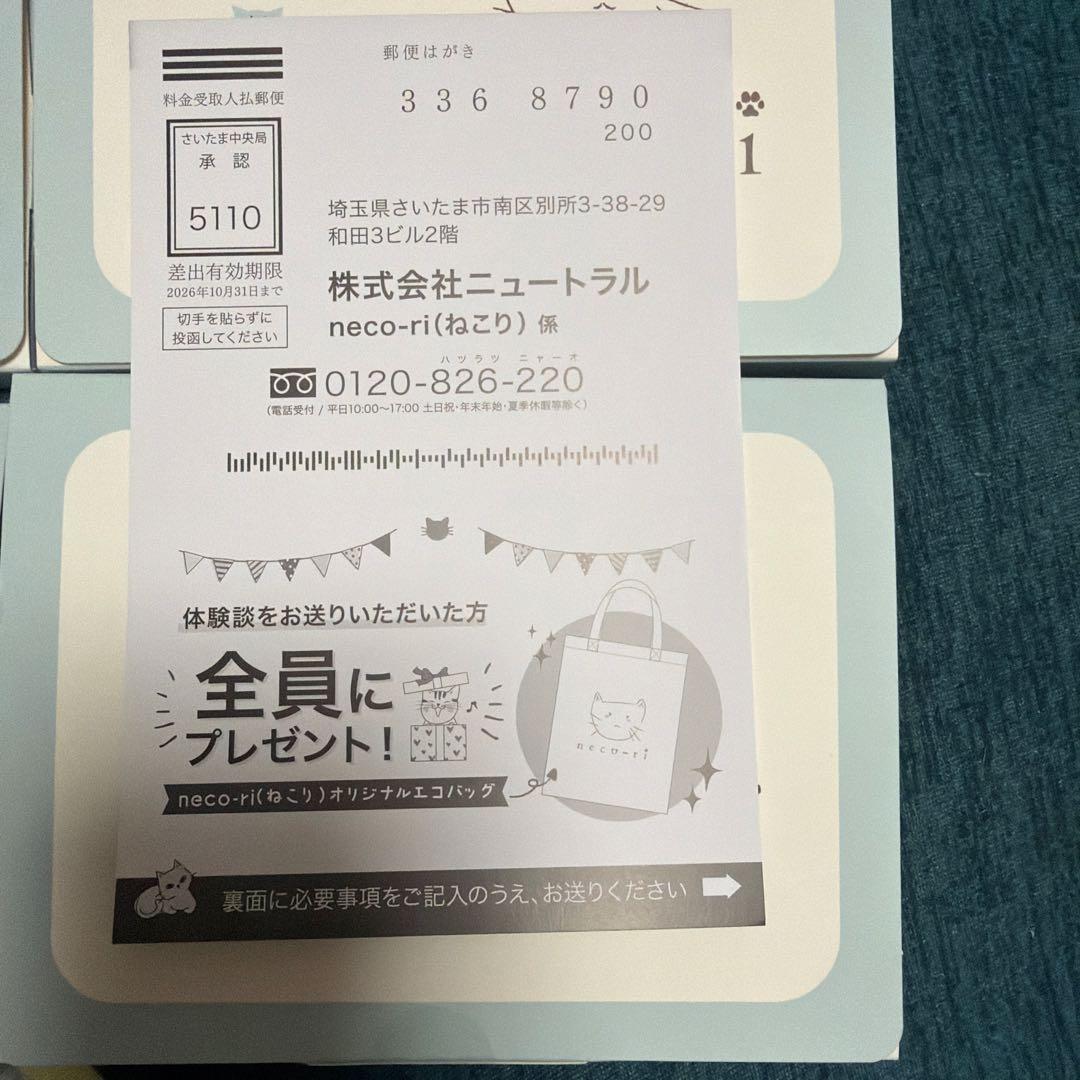 郵便はがき
料金受取人払郵便
336 8790
200
さいたま中央局
承 認
5110
差出有効期限
2026年10月31日まで
切手を貼らずに
投函してください
埼玉県さいたま市南区別所3-38-29
和田3ビル2階
株式会社ニュートラル
neco-ri(ねこり) 係
ハツラツ ニャーオ
0120-826-220
(電話受付 / 平日10:00〜17:00 土日祝・年末年始・夏季休暇等除く)
体験談をお送りいただいた方
全員に
プレゼント!
neco-ri(ねこり)オリジナルエコバッグ
neco-ri
裏面に必要事項をご記入のうえ、お送りください
1